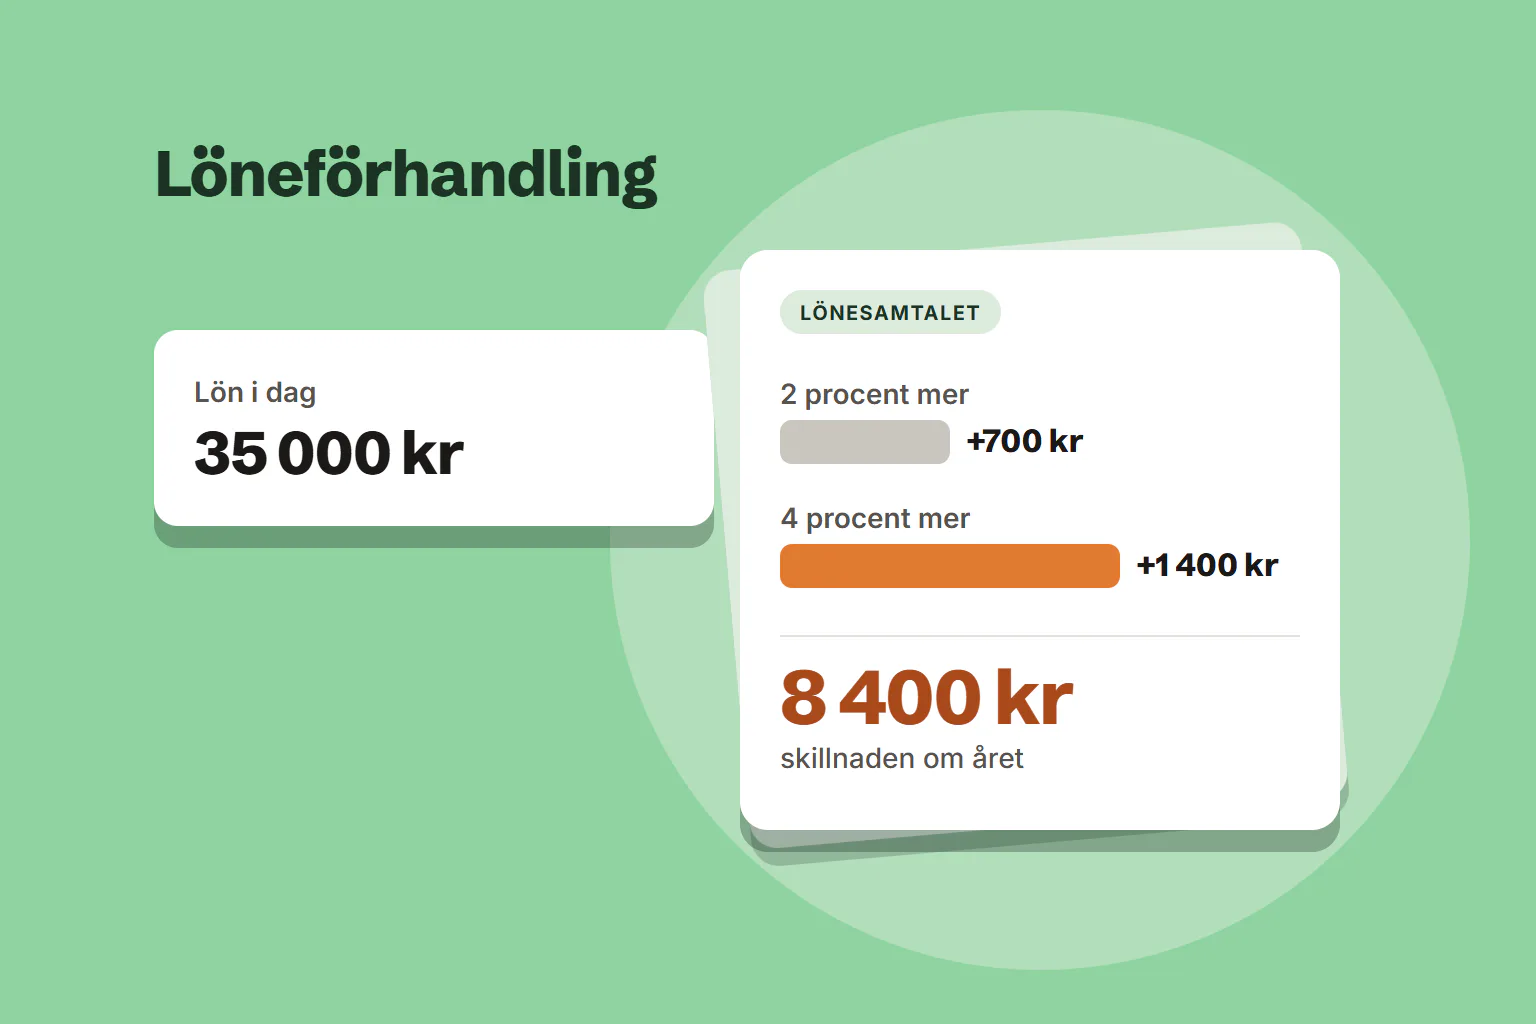 Löneförhandling
Lön i dag
35 000 kr
LÖNESAMTALET
2 procent mer
+700 kr
4 procent mer
+1 400 kr
8 400 kr
skillnaden om året